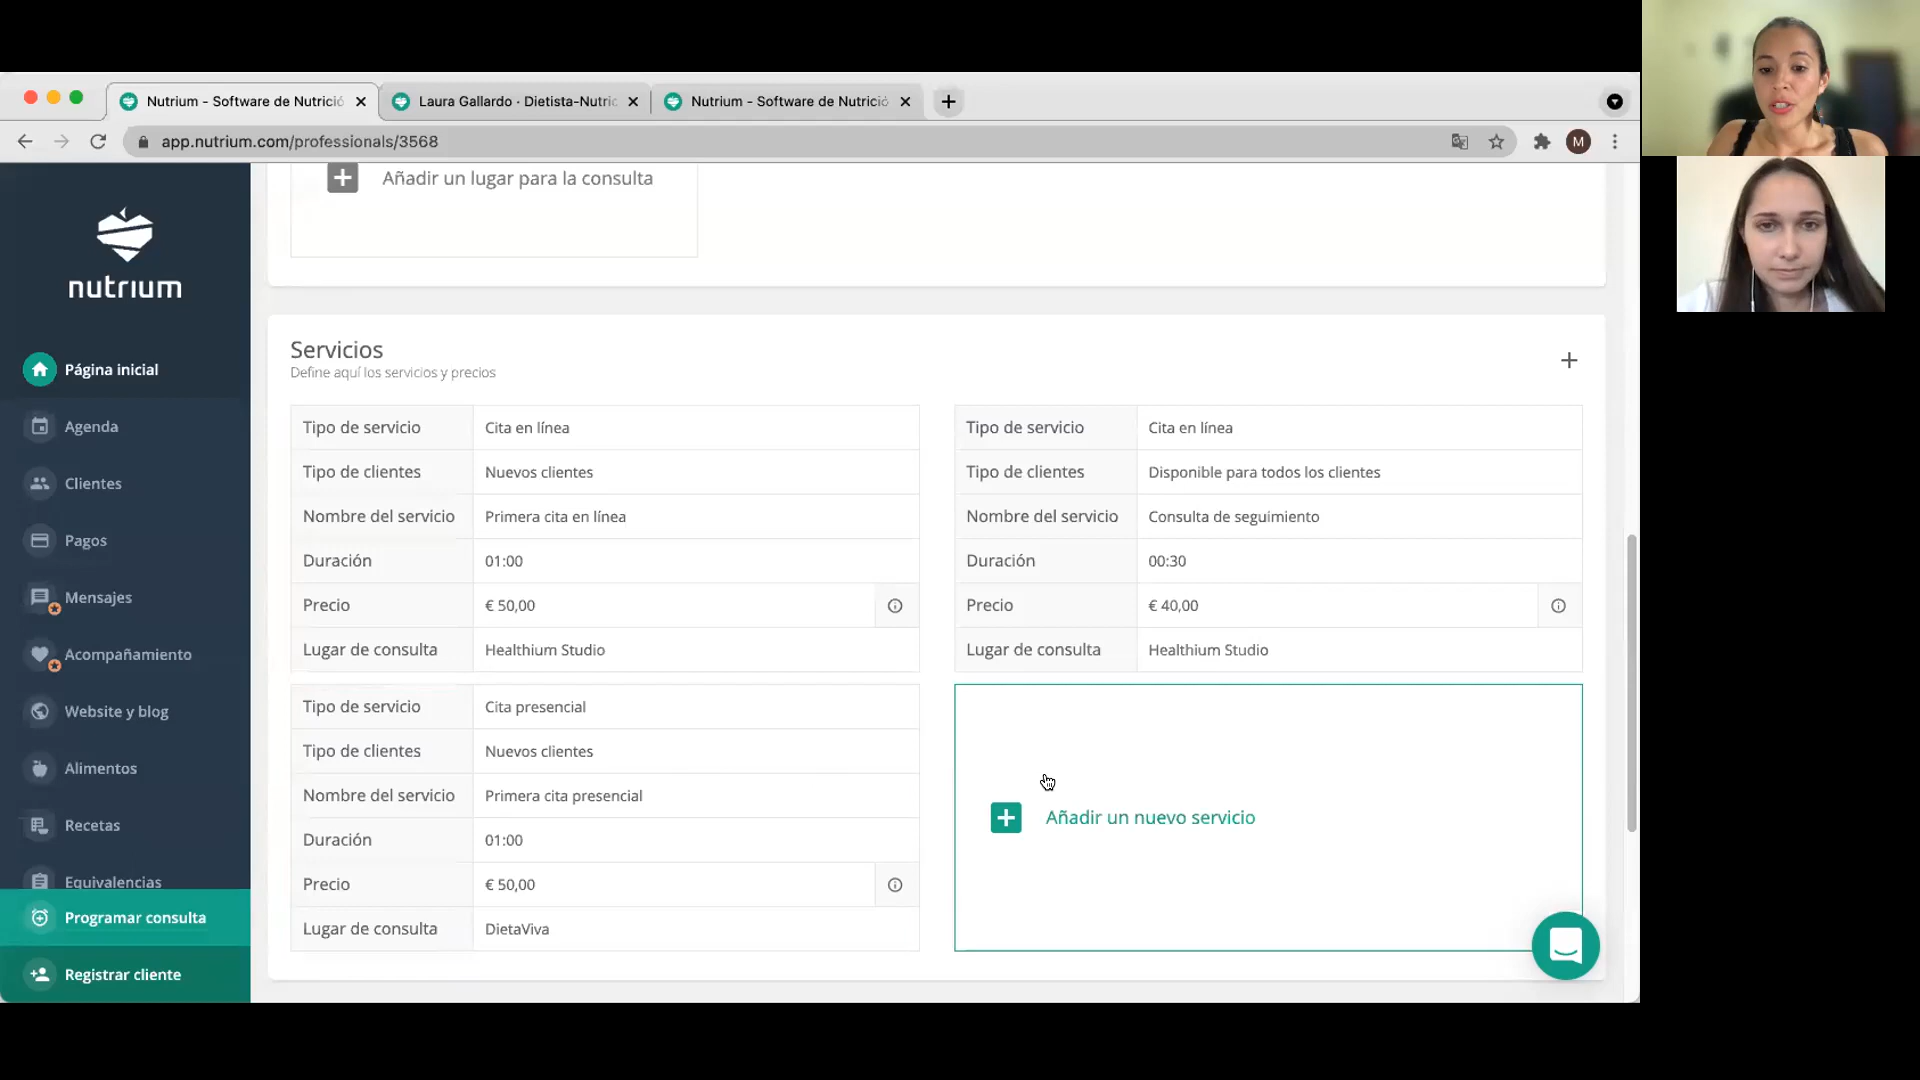 Nutrium - Software de Nutrició
Laura Gallardo · Dietista-Nutric
Nutrium - Software de Nutrició
app.nutrium.com/professionals/3568
M
nutrium
Página inicial
Agenda
Clientes
Pagos
Mensajes
Acompañamiento
Website y blog
Alimentos
Recetas
Equivalencias
Programar consulta
Registrar cliente
Añadir un lugar para la consulta
Servicios
Define aquí los servicios y precios
Tipo de servicio Cita en línea
Tipo de clientes Nuevos clientes
Nombre del servicio Primera cita en línea
Duración 01:00
Precio € 50,00
Lugar de consulta Healthium Studio
Tipo de servicio Cita en línea
Tipo de clientes Disponible para todos los clientes
Nombre del servicio Consulta de seguimiento
Duración 00:30
Precio € 40,00
Lugar de consulta Healthium Studio
Tipo de servicio Cita presencial
Tipo de clientes Nuevos clientes
Nombre del servicio Primera cita presencial
Duración 01:00
Precio € 50,00
Lugar de consulta DietaViva
Añadir un nuevo servicio